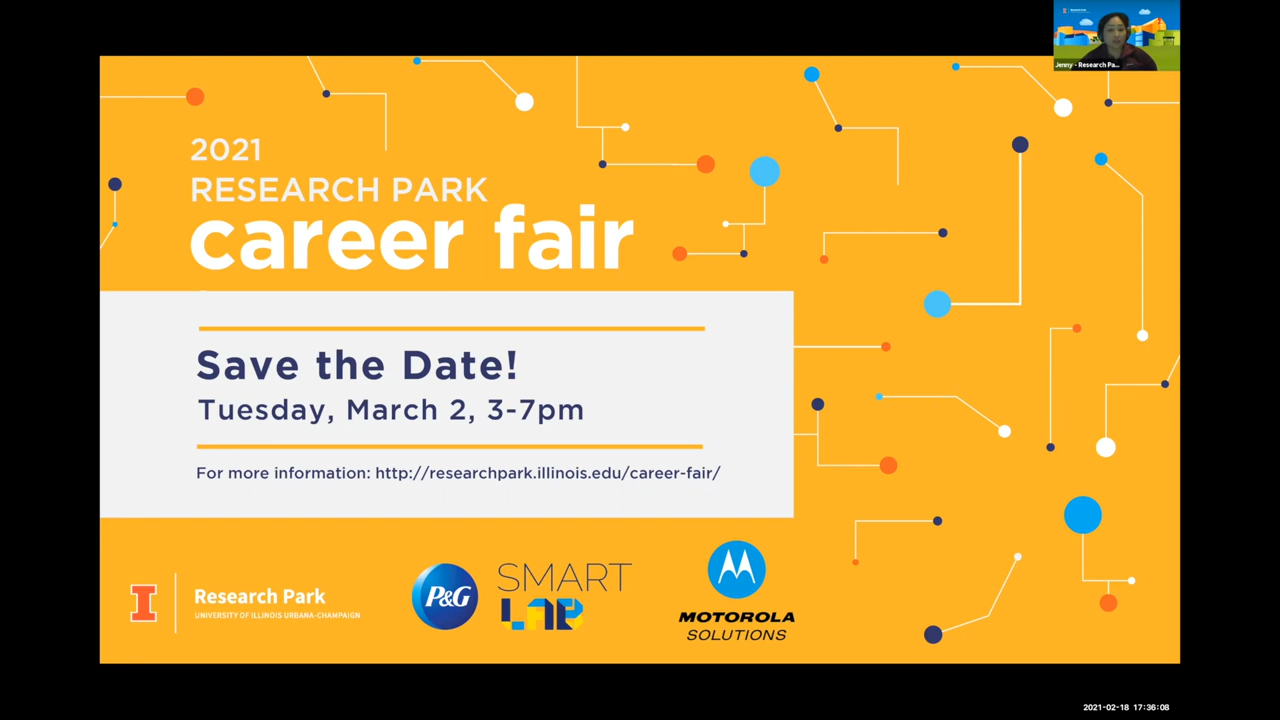 Research Park
Jenny - Research Pa...
2021
RESEARCH PARK
career fair
Save the Date!
Tuesday, March 2, 3-7pm
For more information: http://researchpark.illinois.edu/career-fair/
I
Research Park
UNIVERSITY OF ILLINOIS URBANA-CHAMPAIGN
P&G
SMART
LAB
MOTOROLA
SOLUTIONS
2021-02-18 17:36:08